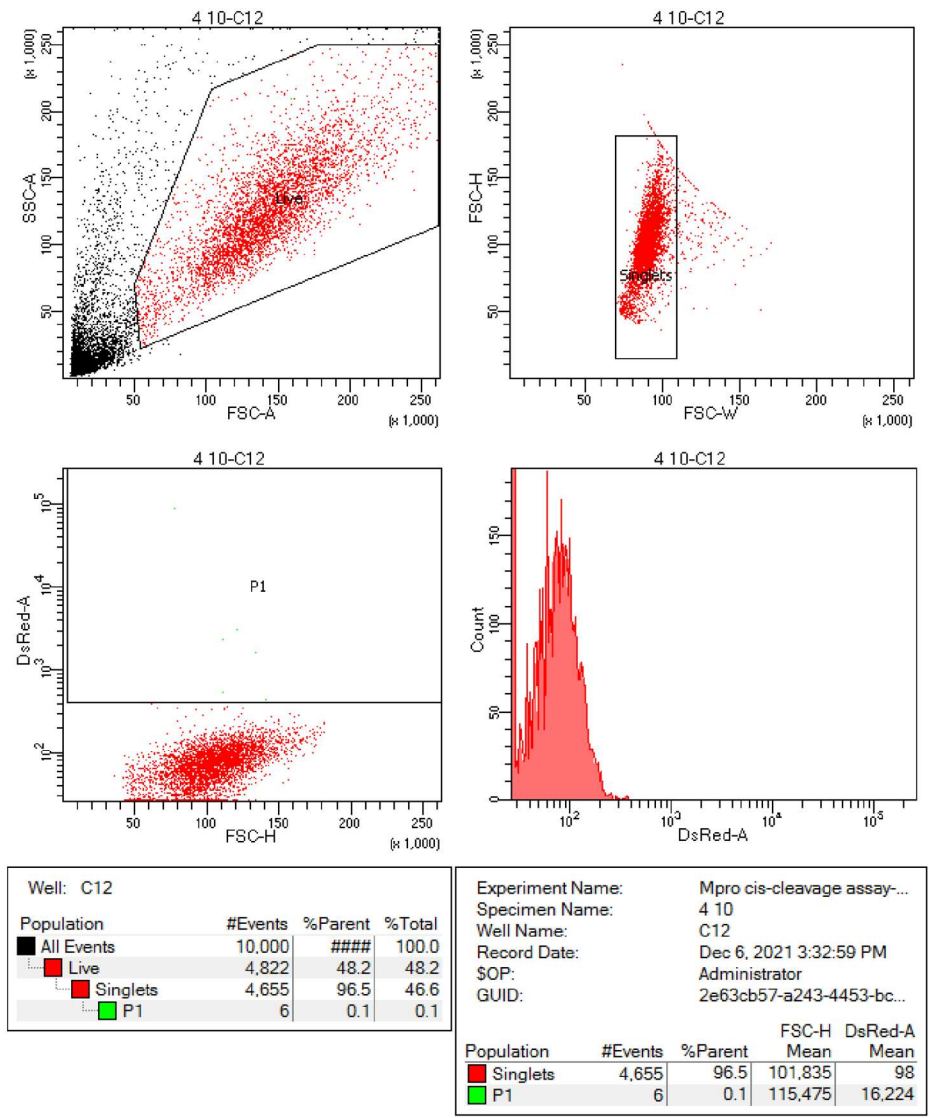 4 10-C12
(x 1,000)
250
200
150
100
50
SSC-A
Live
50 100 150 200 250
FSC-A
(x 1,000)
4 10-C12
(x 1,000)
250
200
150
100
50
FSC-H
Singlets
50 100 150 200 250
FSC-W
(x 1,000)
4 10-C12
10^5
10^4
10^3
10^2
DsRed-A
P1
50 100 150 200 250
FSC-H
(x 1,000)
4 10-C12
150
100
50
0
Count
10^2 10^3 10^4 10^5
DsRed-A
Well: C12
Population #Events %Parent %Total
All Events 10,000 #### 100.0
Live 4,822 48.2 48.2
Singlets 4,655 96.5 46.6
P1 6 0.1 0.1
Experiment Name: Mpro cis-cleavage assay-...
Specimen Name: 4 10
Well Name: C12
Record Date: Dec 6, 2021 3:32:59 PM
$OP: Administrator
GUID: 2e63cb57-a243-4453-bc...
FSC-H DsRed-A
Population #Events %Parent Mean Mean
Singlets 4,655 96.5 101,835 98
P1 6 0.1 115,475 16,224